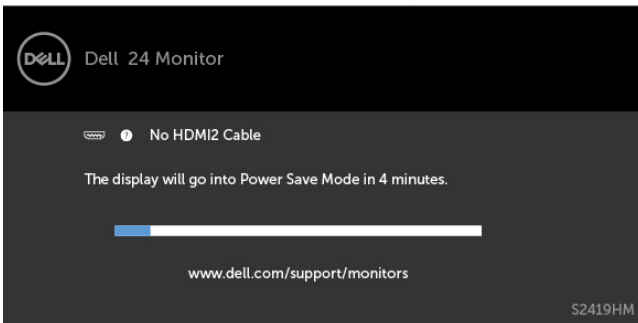 DELL
Dell 24 Monitor
? No HDMI2 Cable
The display will go into Power Save Mode in 4 minutes.
www.dell.com/support/monitors
S2419HM